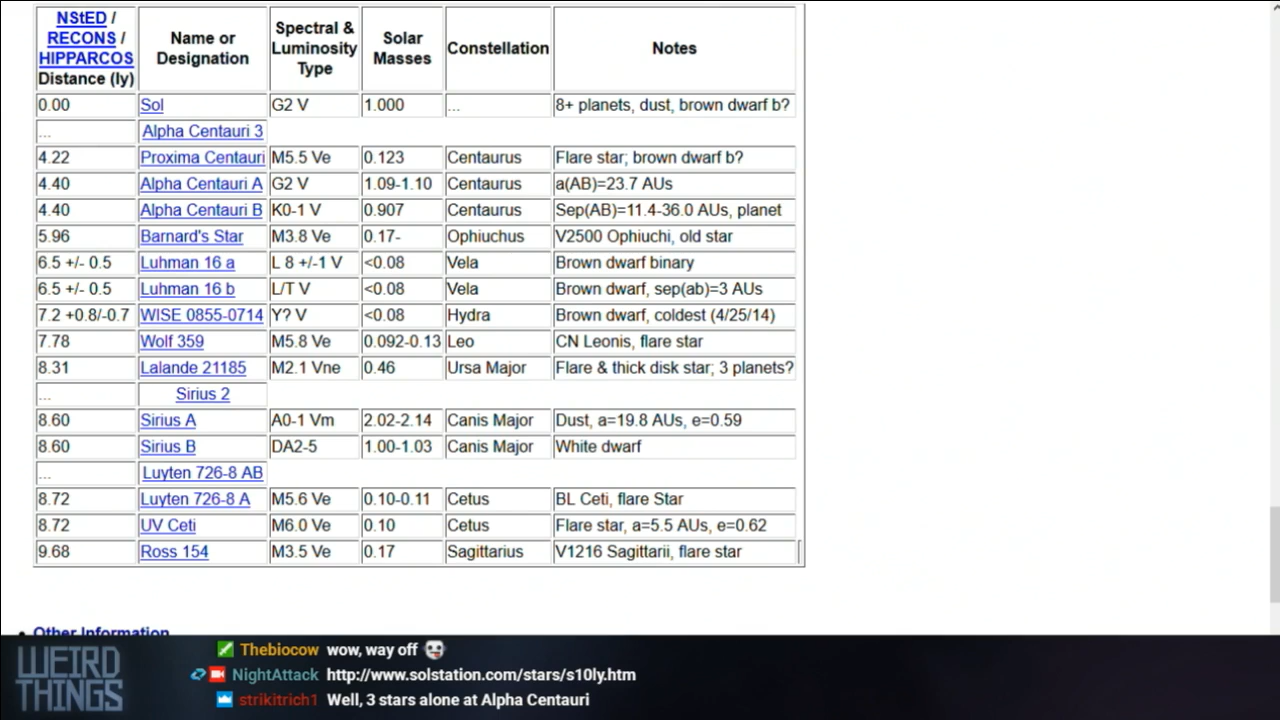 NStED / RECONS / HIPPARCOS Distance (ly) Name or Designation Spectral & Luminosity Type Solar Masses Constellation Notes
0.00 Sol G2 V 1.000 ... 8+ planets, dust, brown dwarf b?
... Alpha Centauri 3
4.22 Proxima Centauri M5.5 Ve 0.123 Centaurus Flare star; brown dwarf b?
4.40 Alpha Centauri A G2 V 1.09-1.10 Centaurus a(AB)=23.7 AUs
4.40 Alpha Centauri B K0-1 V 0.907 Centaurus Sep(AB)=11.4-36.0 AUs, planet
5.96 Barnard's Star M3.8 Ve 0.17- Ophiuchus V2500 Ophiuchi, old star
6.5 +/- 0.5 Luhman 16 a L 8 +/-1 V <0.08 Vela Brown dwarf binary
6.5 +/- 0.5 Luhman 16 b L/T V <0.08 Vela Brown dwarf, sep(ab)=3 AUs
7.2 +0.8/-0.7 WISE 0855-0714 Y? V <0.08 Hydra Brown dwarf, coldest (4/25/14)
7.78 Wolf 359 M5.8 Ve 0.092-0.13 Leo CN Leonis, flare star
8.31 Lalande 21185 M2.1 Vne 0.46 Ursa Major Flare & thick disk star; 3 planets?
... Sirius 2
8.60 Sirius A A0-1 Vm 2.02-2.14 Canis Major Dust, a=19.8 AUs, e=0.59
8.60 Sirius B DA2-5 1.00-1.03 Canis Major White dwarf
... Luyten 726-8 AB
8.72 Luyten 726-8 A M5.6 Ve 0.10-0.11 Cetus BL Ceti, flare Star
8.72 UV Ceti M6.0 Ve 0.10 Cetus Flare star, a=5.5 AUs, e=0.62
9.68 Ross 154 M3.5 Ve 0.17 Sagittarius V1216 Sagittarii, flare star
Other Information
WEIRD THINGS
Thebiocow wow, way off
NightAttack http://www.solstation.com/stars/s10ly.htm
strikitrich1 Well, 3 stars alone at Alpha Centauri